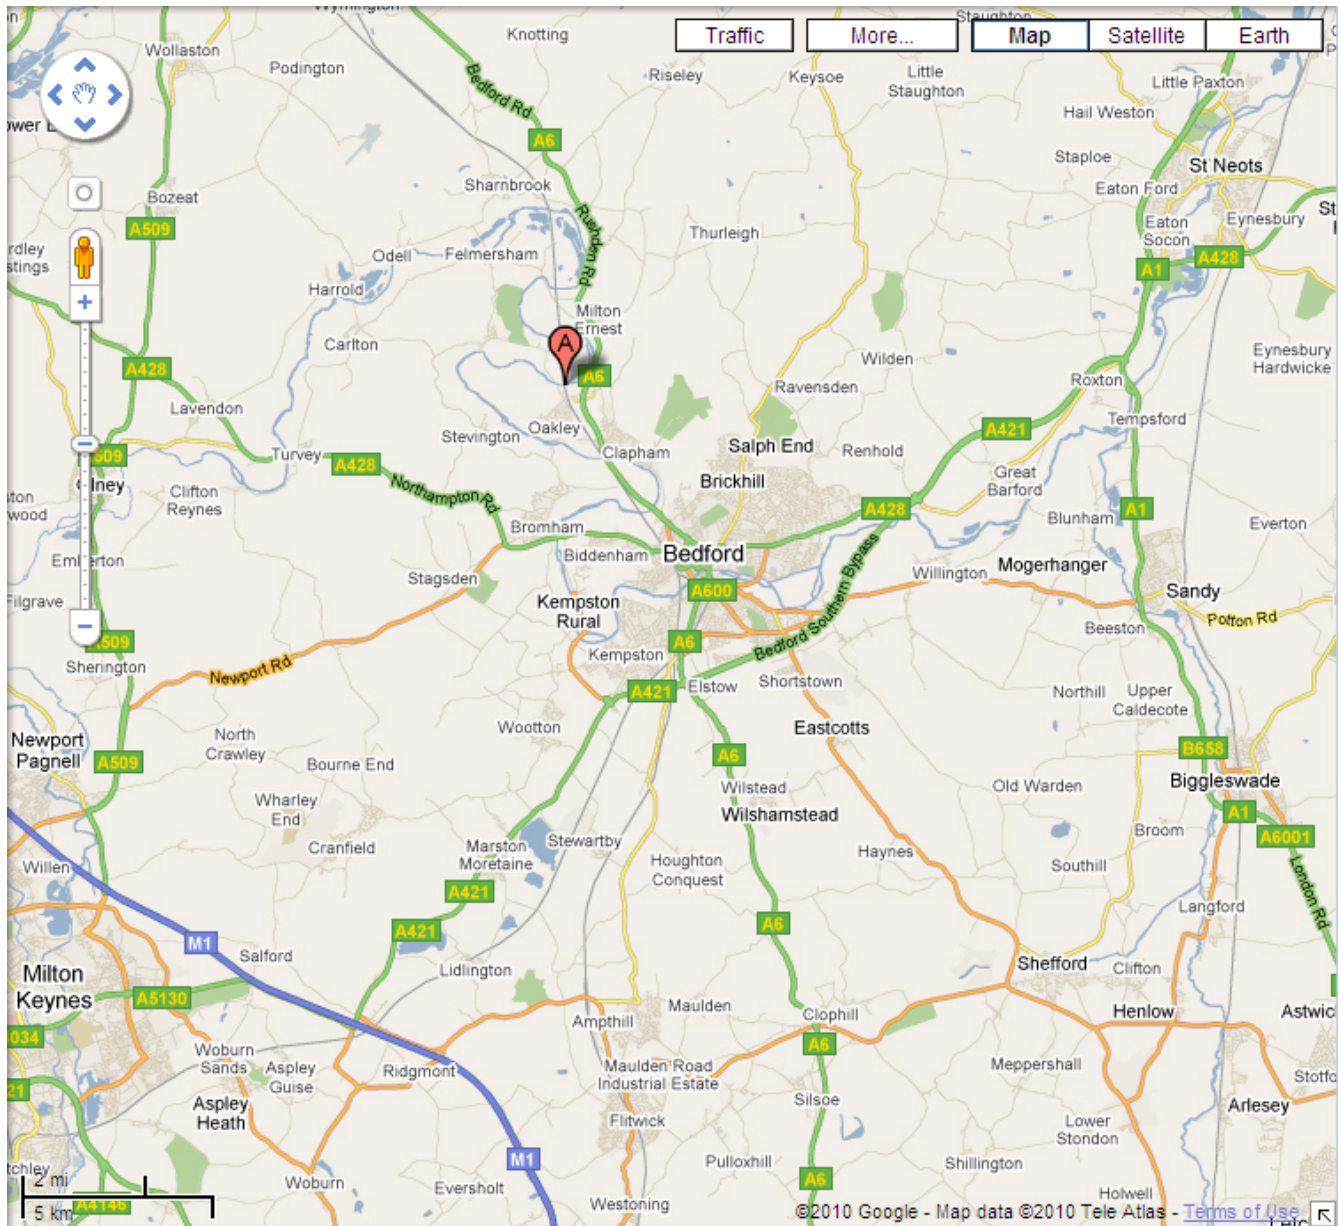 Wymington
Staughton
Knotting
Traffic
More...
Map
Satellite
Earth
Wollaston
Podington
Bedford Rd
Riseley
Keysoe
Little
Staughton
Little Paxton
Hail Weston
A6
Staploe
St Neots
Sharnbrook
Bozeat
Eaton Ford
A509
Rushden Rd
Thurleigh
Eaton
Socon
Eynesbury
Odell
Felmersham
A428
A1
Harrold
Milton
Ernest
Carlton
A
A428
A6
Wilden
Eynesbury
Hardwicke
Ravensden
Roxton
Lavendon
Tempsford
Stevington
Oakley
A421
Salph End
Turvey
A428
Clapham
Renhold
Great
Barford
Brickhill
Clifton
Reynes
Northampton Rd
A428
A1
Blunham
Everton
Bromham
Biddenham
Bedford
Bedford Southern Bypass
Mogerhanger
Stagsden
Willington
A600
Sandy
Filgrave
Kempston
Rural
Potton Rd
Beeston
A6
Sherington
Newport Rd
Kempston
A421
Elstow
Shortstown
Northill
Upper
Caldecote
North
Crawley
Wootton
Eastcotts
Newport
Pagnell
A509
Bourne End
A6
B658
Wilstead
Old Warden
Biggleswade
Wharley
End
Wilshamstead
A1
Cranfield
Marston
Moretaine
Stewartby
Broom
A6001
Houghton
Conquest
Haynes
Southill
Willen
A421
London Rd
Langford
A421
A6
M1
Salford
Lidlington
Shefford
Clifton
Milton
Keynes
A5130
Maulden
Clophill
Henlow
Ampthill
A6
Woburn
Sands
Aspley
Guise
Ridgmont
Maulden Road
Industrial Estate
Meppershall
Aspley
Heath
Silsoe
Arlesey
Flitwick
Lower
Stondon
M1
Pulloxhill
Shillington
2 mi
Woburn
Eversholt
A6
Holwell
5 km
A4146
Westoning
©2010 Google - Map data ©2010 Tele Atlas - Terms of Use